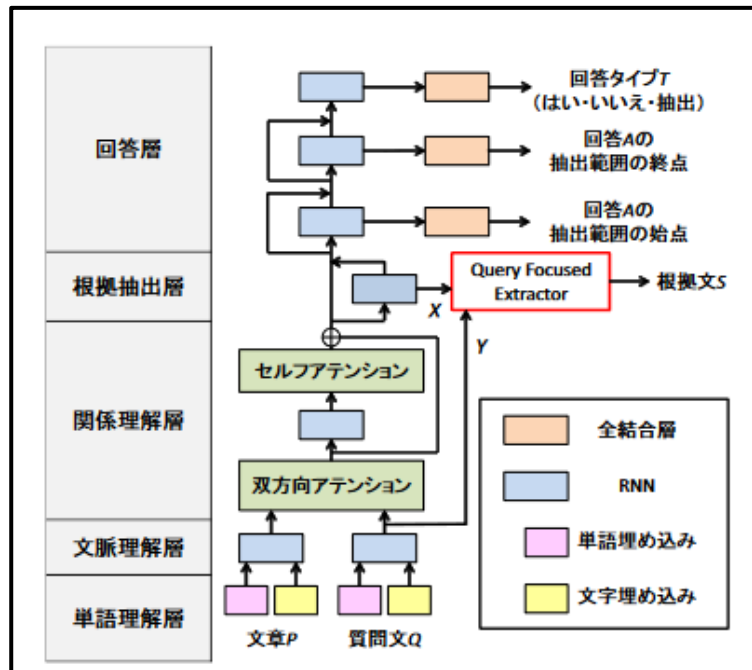 回答層
根拠抽出層
関係理解層
文脈理解層
単語理解層
回答タイプT
(はい・いいえ・抽出)
回答Aの
抽出範囲の終点
回答Aの
抽出範囲の始点
Query Focused
Extractor
根拠文S
X
Y
セルフアテンション
双方向アテンション
文章P
質問文Q
全結合層
RNN
単語埋め込み
文字埋め込み